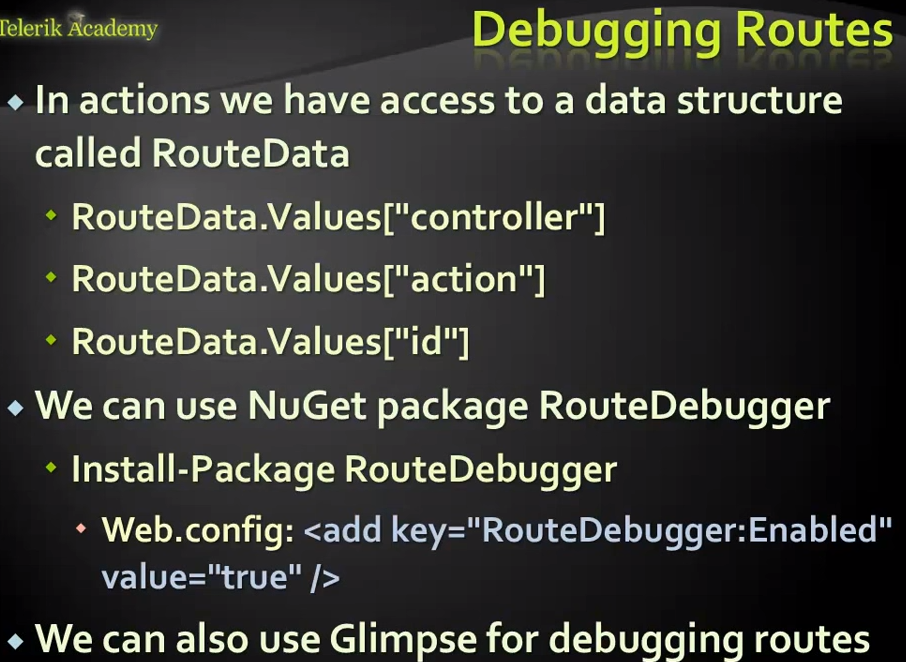 Telerik Academy
Debugging Routes
In actions we have access to a data structure
called RouteData
RouteData.Values["controller"]
RouteData.Values["action"]
RouteData.Values["id"]
We can use NuGet package RouteDebugger
Install-Package RouteDebugger
Web.config: <add key="RouteDebugger:Enabled"
value="true" />
We can also use Glimpse for debugging routes